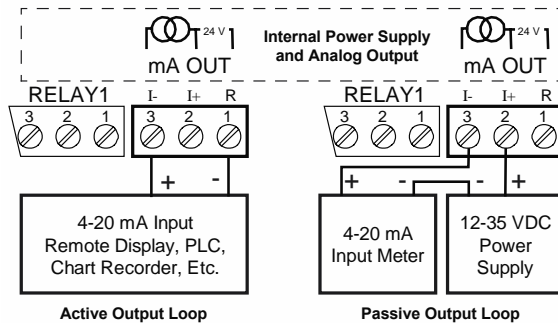 24 V
24 V
Internal Power Supply
and Analog Output
mA OUT
mA OUT
RELAY1
I- I+ R
3 2 1
3 2 1
RELAY1
I- I+ R
3 2 1
3 2 1
+ -
4-20 mA Input
Remote Display, PLC,
Chart Recorder, Etc.
+ - - +
4-20 mA
Input Meter
12-35 VDC
Power
Supply
Active Output Loop
Passive Output Loop